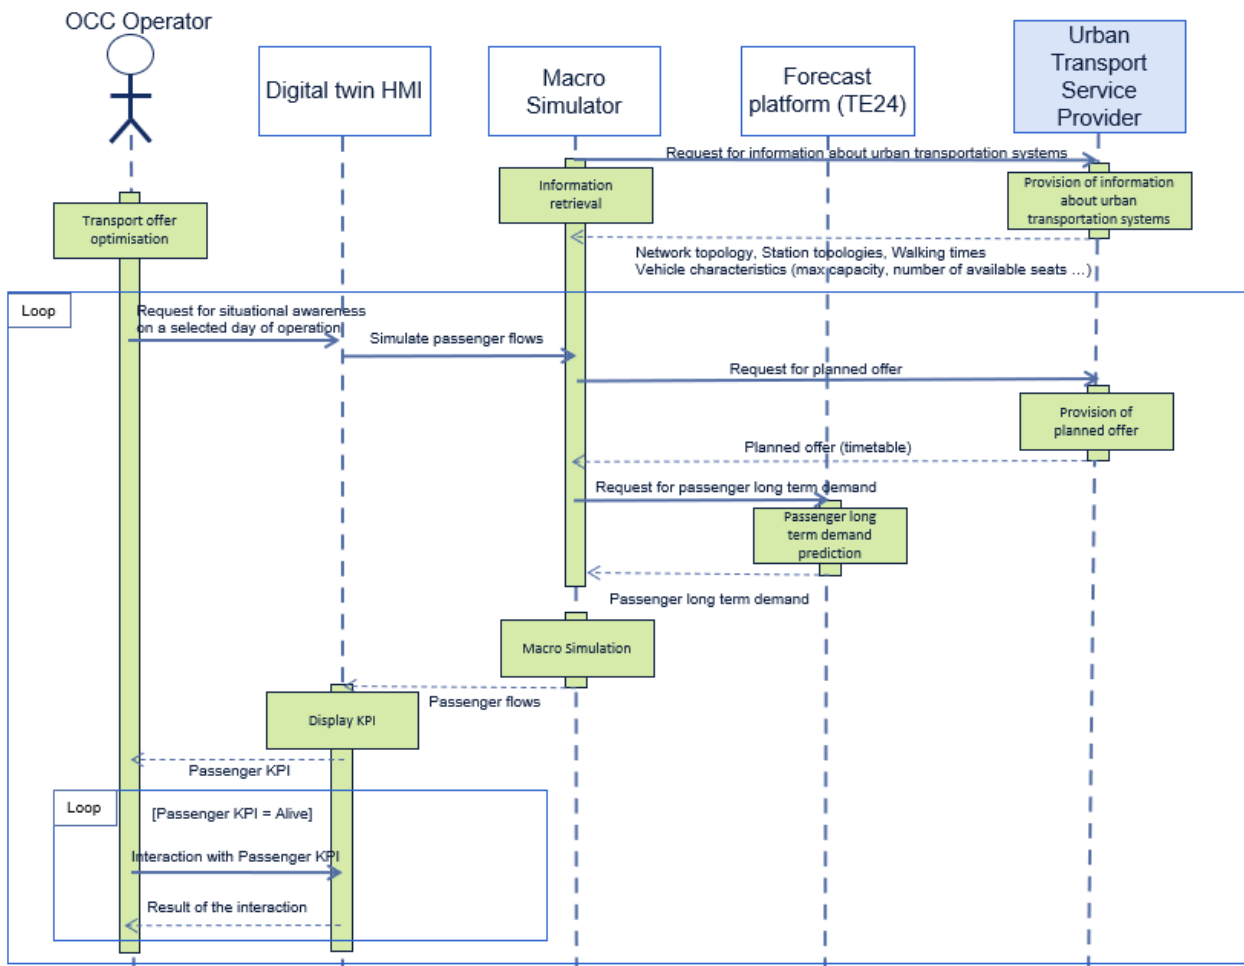 OCC Operator
Digital twin HMI
Macro
Simulator
Forecast
platform (TE24)
Urban
Transport
Service
Provider
Request for information about urban transportation systems
Information
retrieval
Provision of information
about urban
transportation systems
Transport offer
optimisation
Network topology, Station topologies, Walking times
Vehicle characteristics (max capacity, number of available seats ...)
Loop
Request for situational awareness
on a selected day of operation
Simulate passenger flows
Request for planned offer
Provision of
planned offer
Planned offer (timetable)
Request for passenger long term demand
Passenger long
term demand
prediction
Passenger long term demand
Macro Simulation
Passenger flows
Display KPI
Passenger KPI
Loop
[Passenger KPI = Alive]
Interaction with Passenger KPI
Result of the interaction